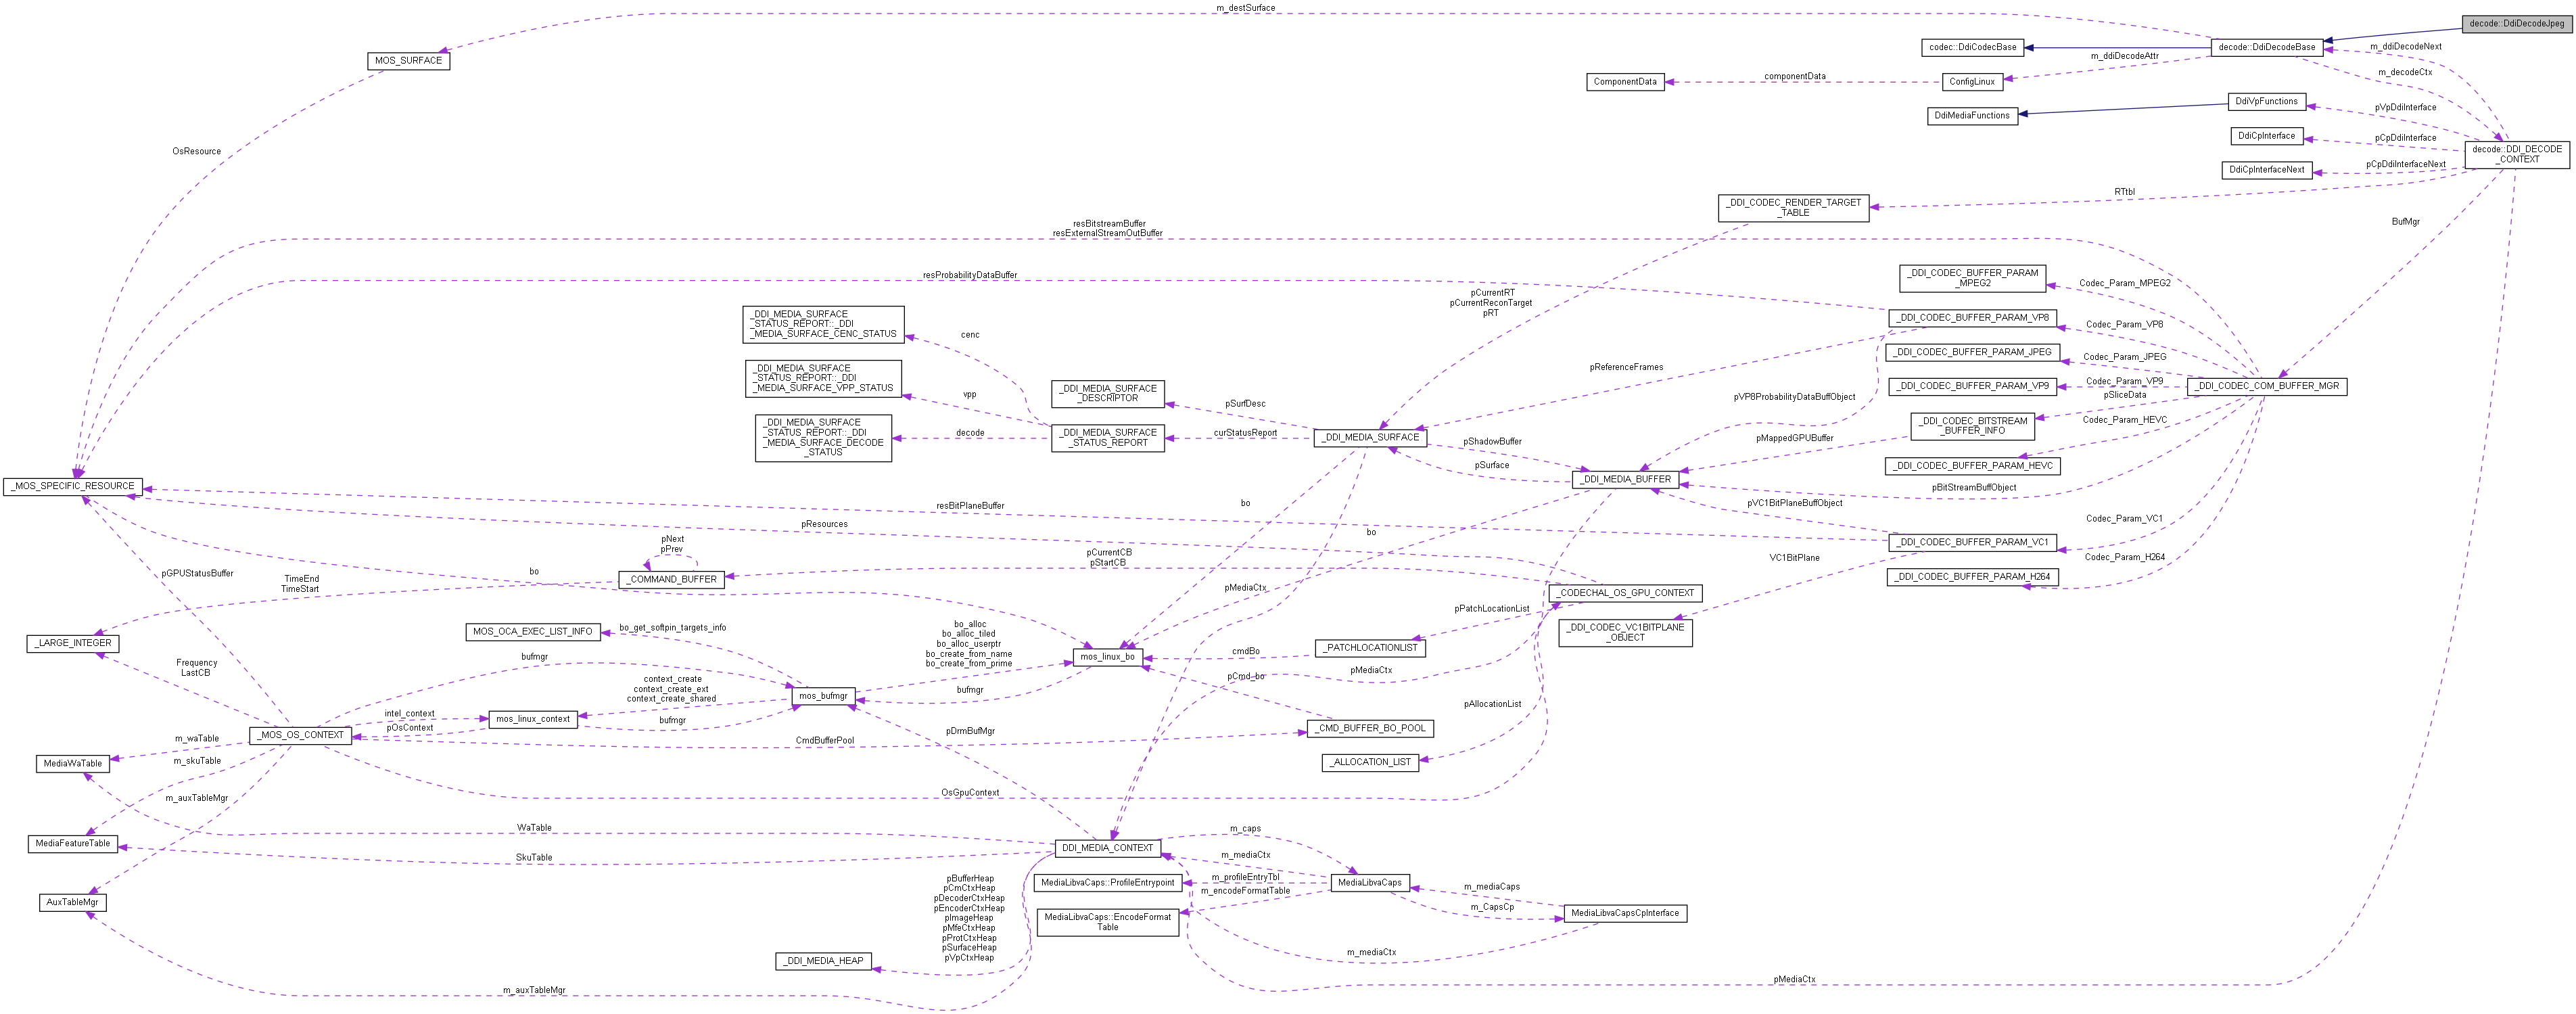 m_destSurface
decode::DdiDecodeJpeg
MOS_SURFACE
codec::DdiCodecBase
decode::DdiDecodeBase
m_ddiDecodeNext
m_ddiDecodeAttr
m_decodeCtx
ComponentData
componentData
ConfigLinux
DdiMediaFunctions
DdiVpFunctions
pVpDdiInterface
DdiCpInterface
pCpDdiInterface
decode::DDI_DECODE
_CONTEXT
OsResource
DdiCpInterfaceNext
pCpDdiInterfaceNext
RTtbl
_DDI_CODEC_RENDER_TARGET
_TABLE
resBitstreamBuffer
resExternalStreamOutBuffer
BufMgr
resProbabilityDataBuffer
_DDI_CODEC_BUFFER_PARAM
_MPEG2
Codec_Param_MPEG2
pCurrentRT
pCurrentReconTarget
pRT
_DDI_MEDIA_SURFACE
_STATUS_REPORT::_DDI
_MEDIA_SURFACE_CENC_STATUS
cenc
_DDI_CODEC_BUFFER_PARAM_VP8
Codec_Param_VP8
_DDI_CODEC_BUFFER_PARAM_JPEG
Codec_Param_JPEG
_DDI_MEDIA_SURFACE
_STATUS_REPORT::_DDI
_MEDIA_SURFACE_VPP_STATUS
vpp
_DDI_MEDIA_SURFACE
_DESCRIPTOR
pSurfDesc
pReferenceFrames
_DDI_CODEC_BUFFER_PARAM_VP9
Codec_Param_VP9
pSliceData
_DDI_CODEC_COM_BUFFER_MGR
pVP8ProbabilityDataBuffObject
_DDI_MEDIA_SURFACE
_STATUS_REPORT::_DDI
_MEDIA_SURFACE_DECODE
_STATUS
decode
_DDI_MEDIA_SURFACE
_STATUS_REPORT
curStatusReport
_DDI_MEDIA_SURFACE
pShadowBuffer
pMappedGPUBuffer
_DDI_CODEC_BITSTREAM
_BUFFER_INFO
Codec_Param_HEVC
pSurface
_DDI_CODEC_BUFFER_PARAM_HEVC
_DDI_MEDIA_BUFFER
pBitStreamBuffObject
_MOS_SPECIFIC_RESOURCE
bo
resBitPlaneBuffer
pVC1BitPlaneBuffObject
Codec_Param_VC1
pResources
bo
pNext
pPrev
_DDI_CODEC_BUFFER_PARAM_VC1
pCurrentCB
pStartCB
VC1BitPlane
Codec_Param_H264
pGPUStatusBuffer
bo
TimeEnd
TimeStart
_COMMAND_BUFFER
pMediaCtx
_CODECHAL_OS_GPU_CONTEXT
_DDI_CODEC_BUFFER_PARAM_H264
pPatchLocationList
_LARGE_INTEGER
MOS_OCA_EXEC_LIST_INFO
bo_get_softpin_targets_info
bo_alloc
bo_alloc_tiled
bo_alloc_userptr
bo_create_from_name
bo_create_from_prime
mos_linux_bo
cmdBo
_PATCHLOCATIONLIST
_DDI_CODEC_VC1BITPLANE
_OBJECT
Frequency
LastCB
bufmgr
context_create
context_create_ext
context_create_shared
mos_bufmgr
bufmgr
pCmd_bo
pMediaCtx
intel_context
mos_linux_context
bufmgr
pAllocationList
pOsContext
_MOS_OS_CONTEXT
m_waTable
CmdBufferPool
pDrmBufMgr
_CMD_BUFFER_BO_POOL
MediaWaTable
m_skuTable
_ALLOCATION_LIST
m_auxTableMgr
OsGpuContext
WaTable
m_caps
MediaFeatureTable
SkuTable
DDI_MEDIA_CONTEXT
m_mediaCtx
pBufferHeap
pCmCtxHeap
pDecoderCtxHeap
pEncoderCtxHeap
pImageHeap
pMfeCtxHeap
pProtCtxHeap
pSurfaceHeap
pVpCtxHeap
MediaLibvaCaps::ProfileEntrypoint
m_profileEntryTbl
m_encodeFormatTable
MediaLibvaCaps
m_mediaCaps
m_CapsCp
AuxTableMgr
MediaLibvaCaps::EncodeFormat
Table
MediaLibvaCapsCpInterface
_DDI_MEDIA_HEAP
m_mediaCtx
m_auxTableMgr
pMediaCtx